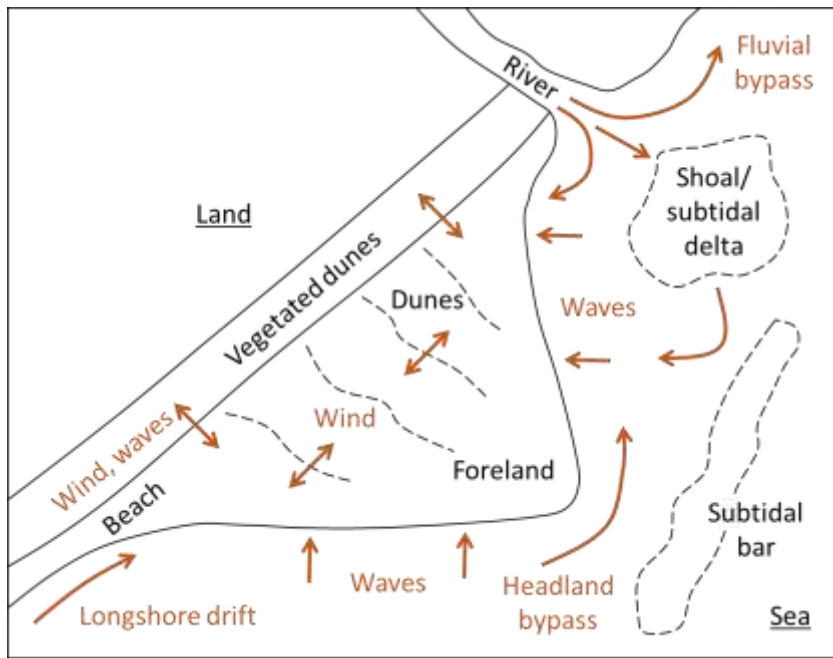 Fluvial
bypass
River
Shoal/
subtidal
delta
Land
Vegetated dunes
Dunes
Waves
Wind, waves
Wind
Foreland
Beach
Subtidal
bar
Waves
Headland
bypass
Longshore drift
Sea